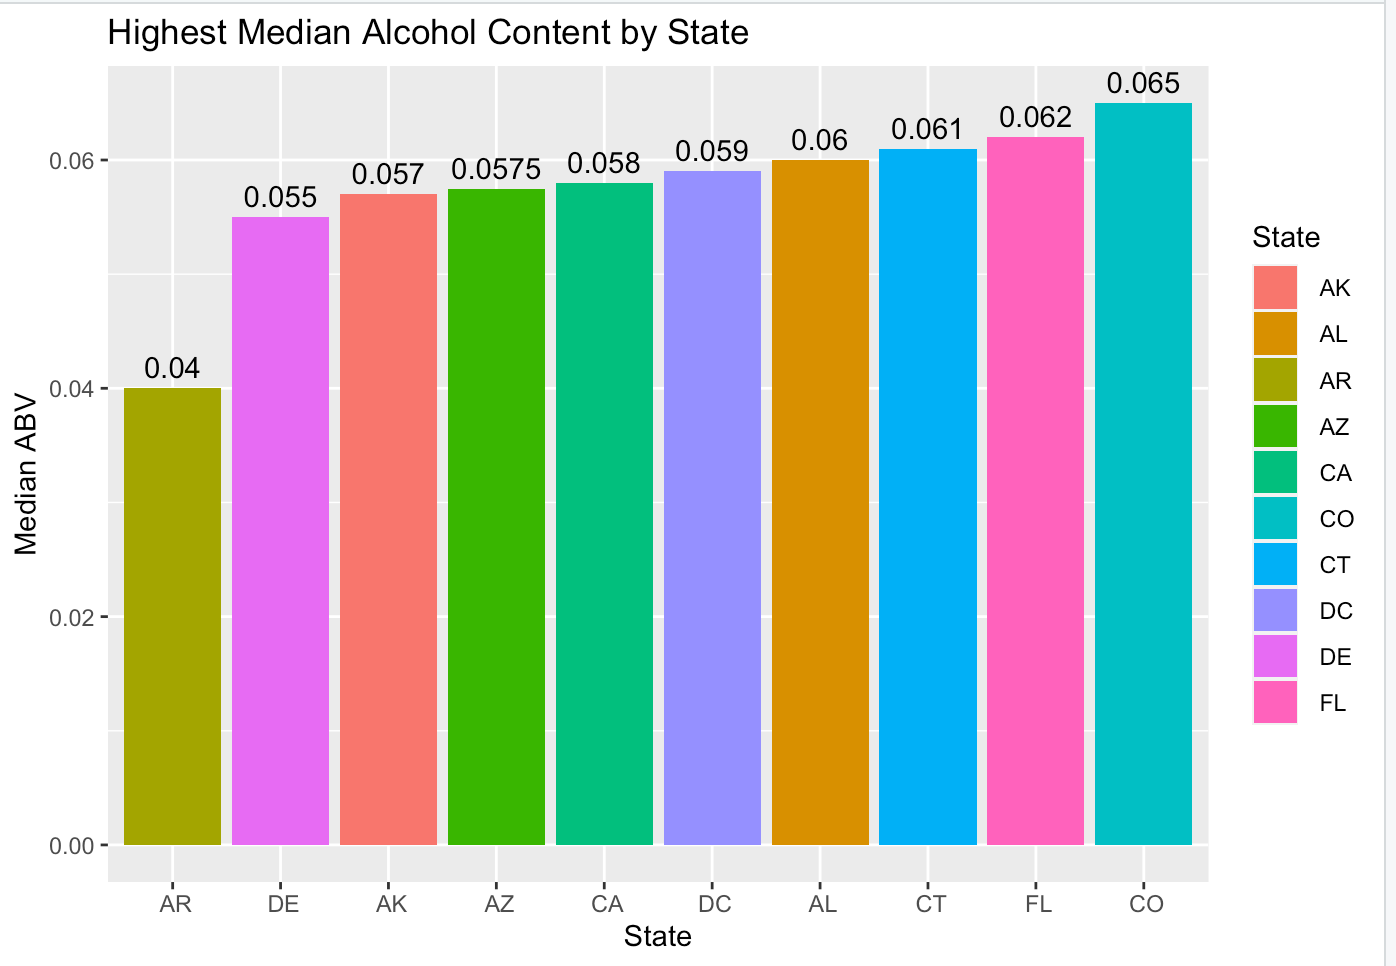 Highest Median Alcohol Content by State
0.04
0.055
0.057
0.0575
0.058
0.059
0.06
0.061
0.062
0.065
Median ABV
0.06
0.04
0.02
0.00
AR DE AK AZ CA DC AL CT FL CO
State
State
AK
AL
AR
AZ
CA
CO
CT
DC
DE
FL